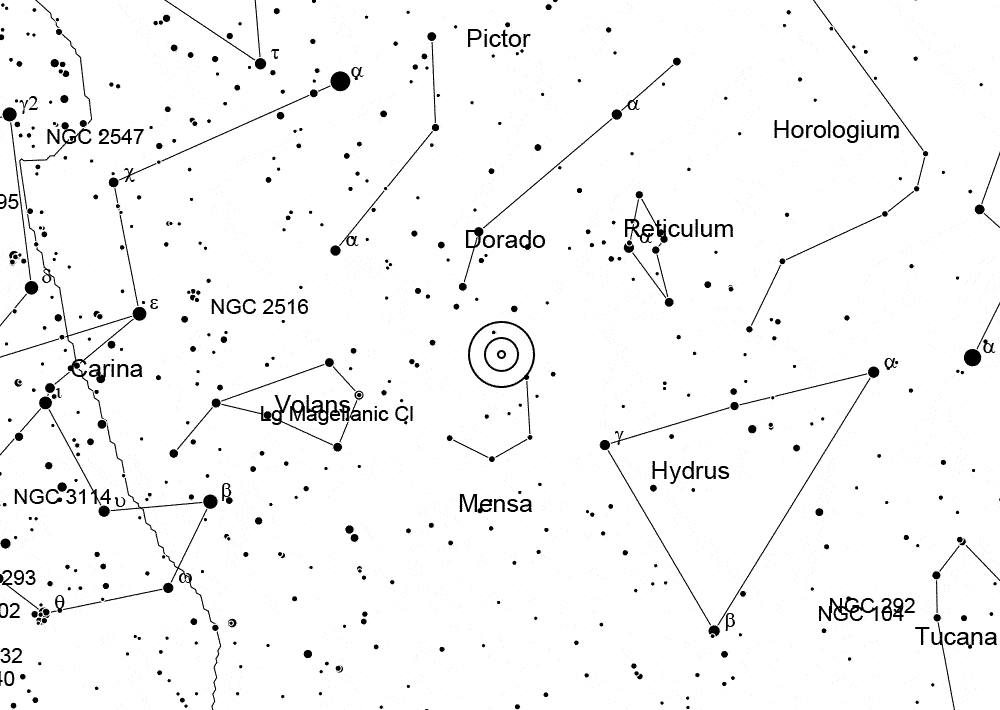 Pictor
τ
α
γ2
α
Horologium
NGC 2547
χ
95
Reticulum
α
Dorado
α
δ
ε
NGC 2516
α
Carina
α
ι
Volans
Lg Magellanic Cl
γ
Hydrus
NGC 3114
υ
β
Mensa
293
ω
θ
02
NGC 292
NGC 104
β
Tucana
32
40